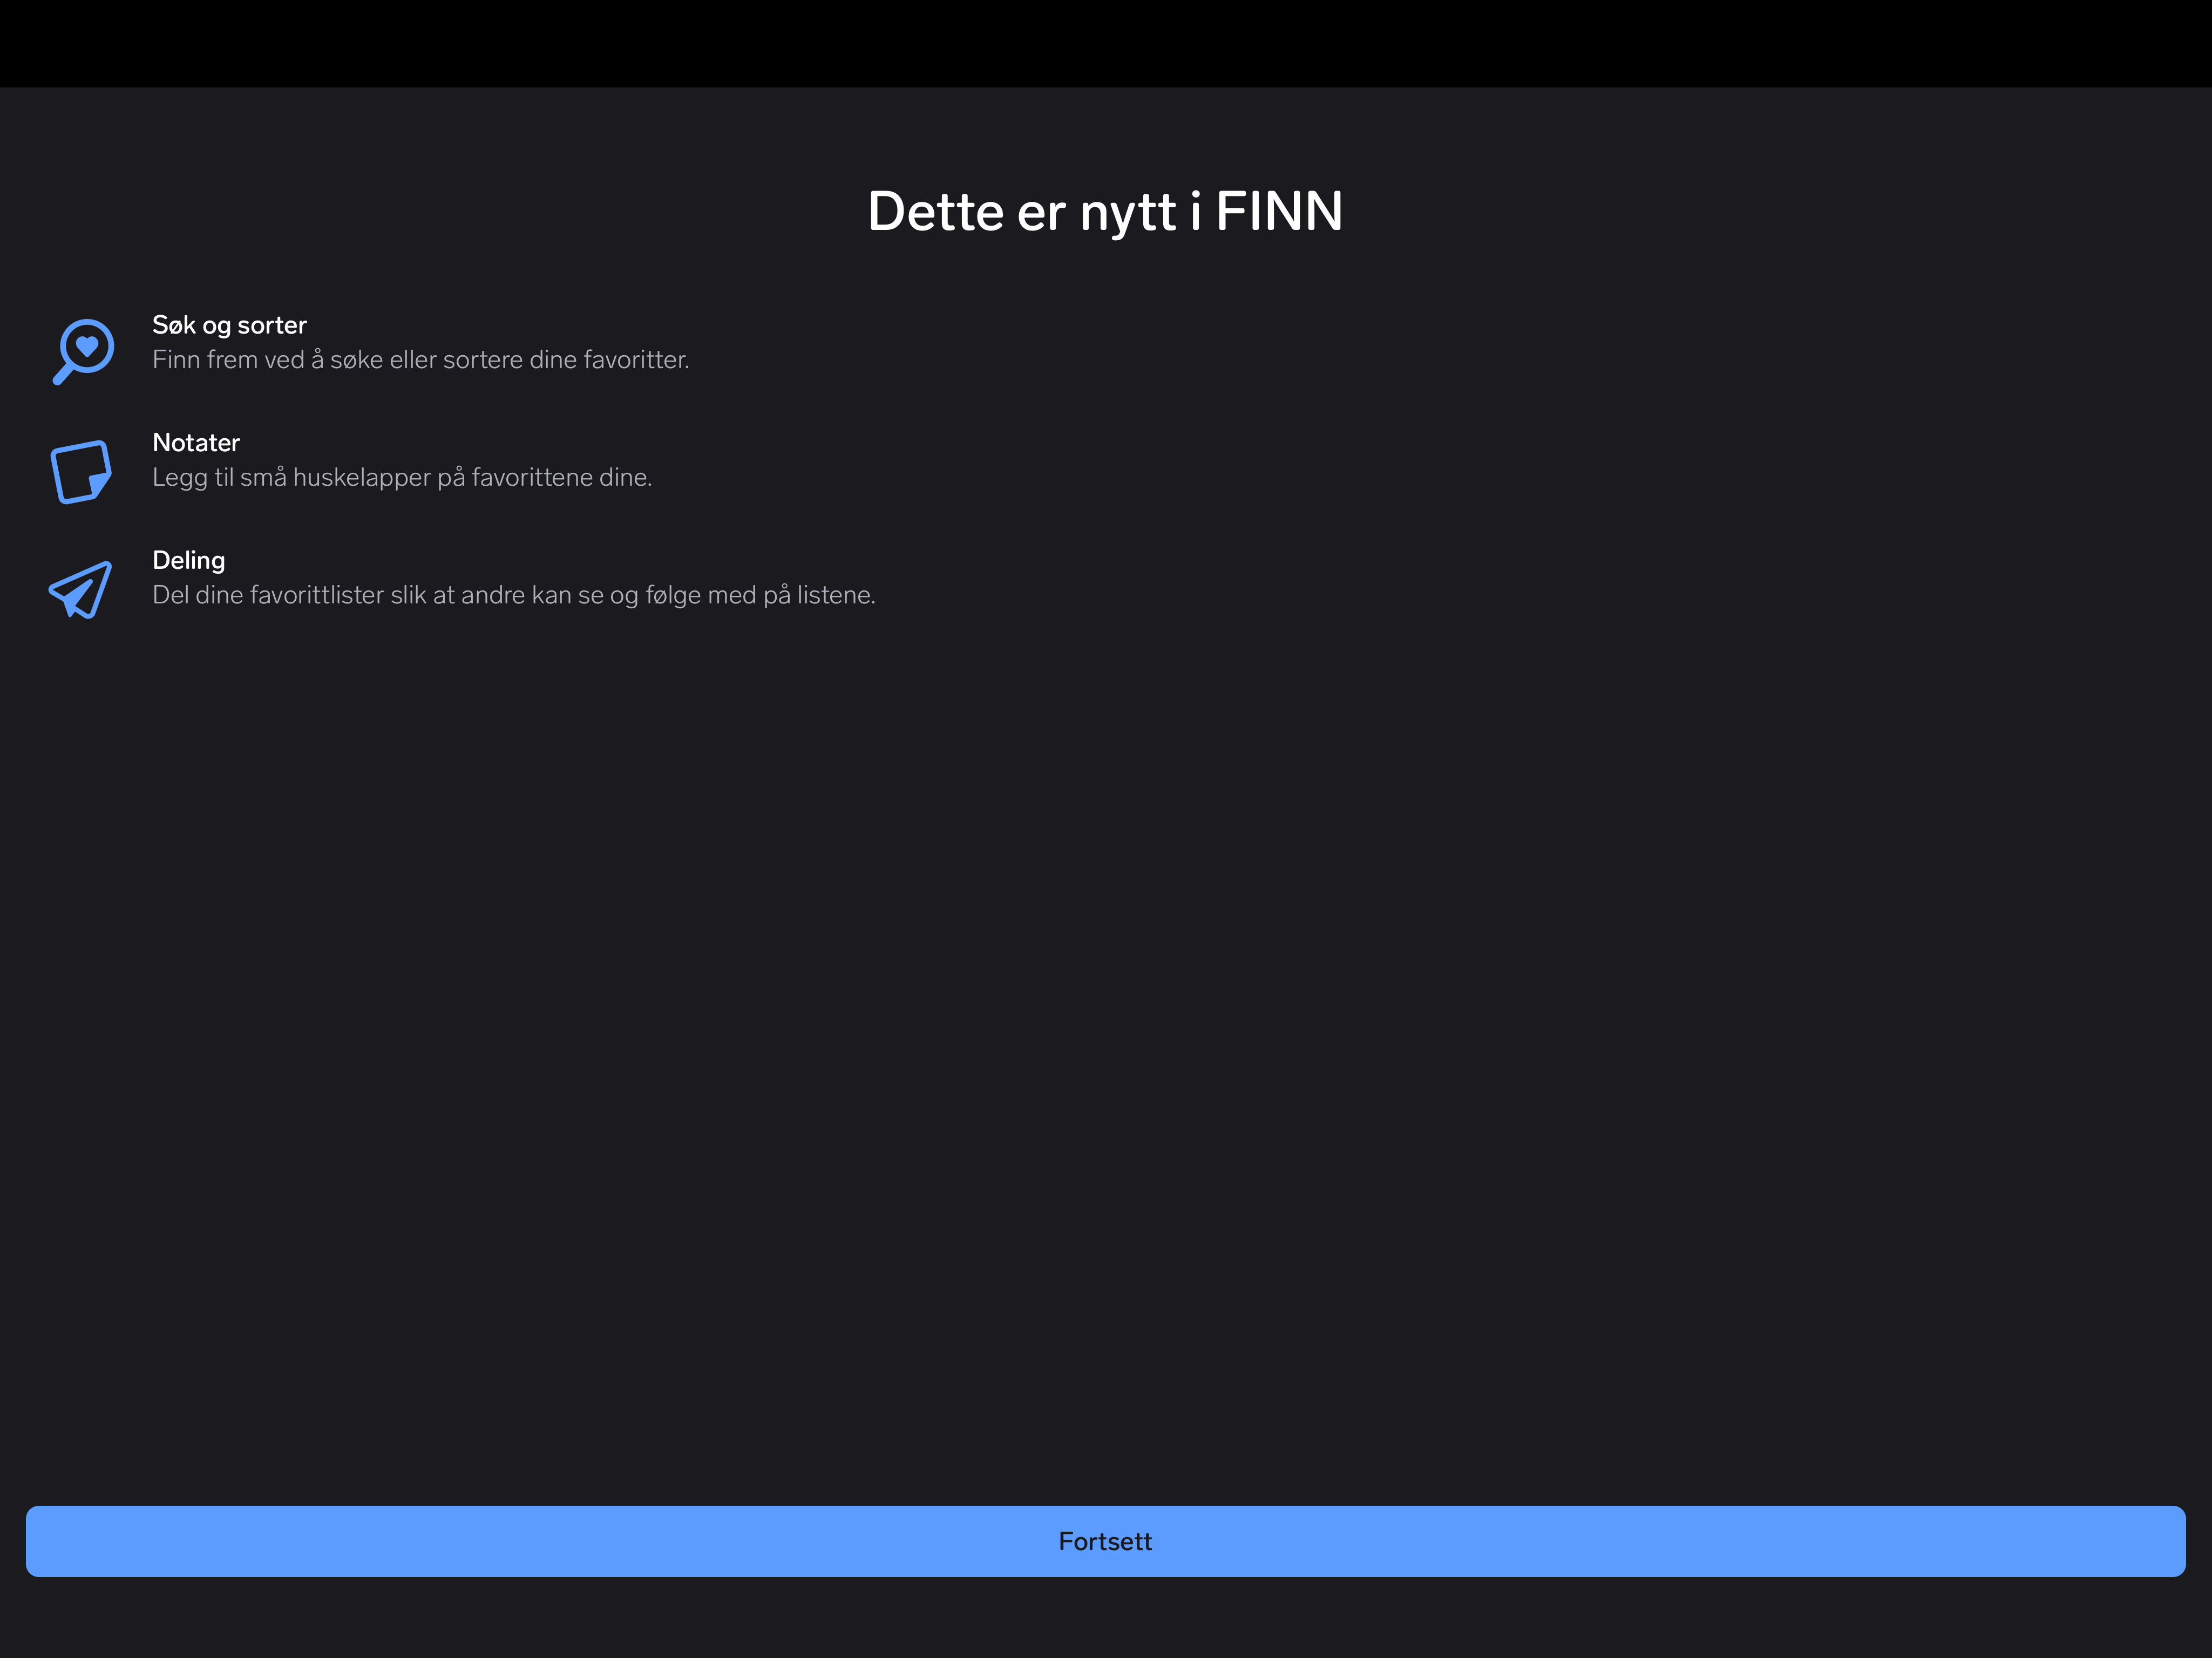 Dette er nytt i FINN
Søk og sorter
Finn frem ved å søke eller sortere dine favoritter.
Notater
Legg til små huskelapper på favorittene dine.
Deling
Del dine favorittlister slik at andre kan se og følge med på listene.
Fortsett